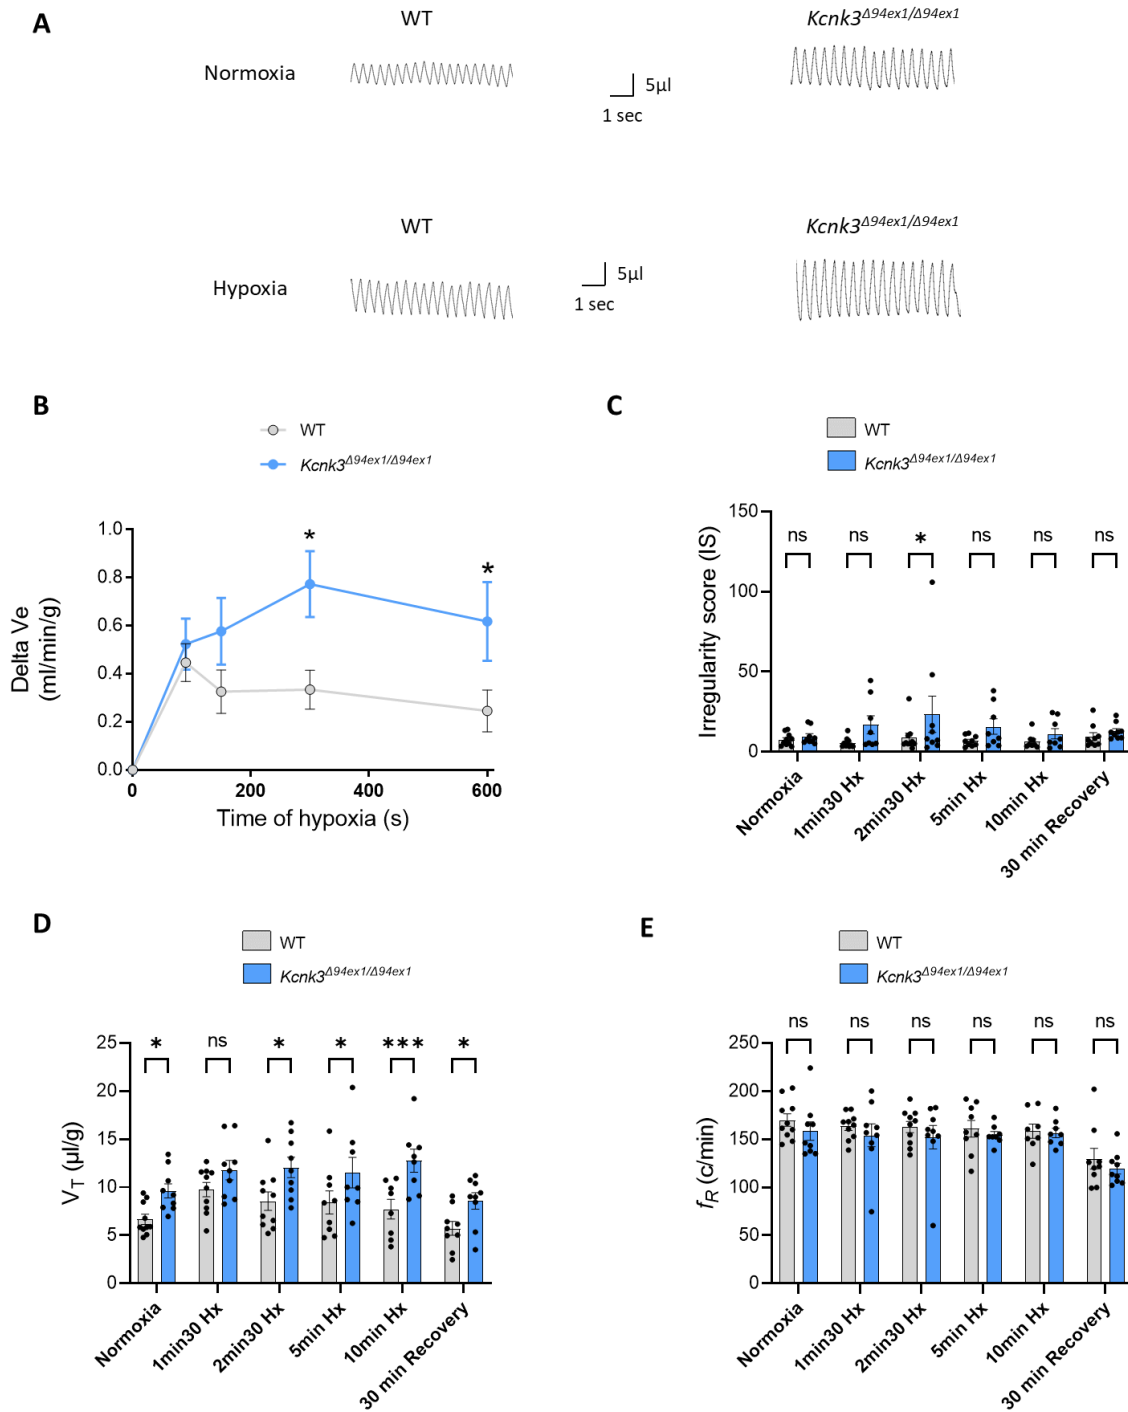 A
WT
Kcnk3Δ94ex1/Δ94ex1
Normoxia
5µl
1 sec
WT
Kcnk3Δ94ex1/Δ94ex1
Hypoxia
5µl
1 sec
B
WT
Kcnk3Δ94ex1/Δ94ex1
Delta Ve
(ml/min/g)
1.0
0.8
0.6
0.4
0.2
0.0
* *
0 200 400 600
Time of hypoxia (s)
C
WT
Kcnk3Δ94ex1/Δ94ex1
Irregularity score (IS)
150
100
50
0
ns ns * ns ns ns
Normoxia
1min30 Hx
2min30 Hx
5min Hx
10min Hx
30 min Recovery
D
WT
Kcnk3Δ94ex1/Δ94ex1
VT (µl/g)
25
20
15
10
5
0
* ns * * *** *
Normoxia
1min30 Hx
2min30 Hx
5min Hx
10min Hx
30 min Recovery
E
WT
Kcnk3Δ94ex1/Δ94ex1
fR (c/min)
250
200
150
100
50
0
ns ns ns ns ns ns
Normoxia
1min30 Hx
2min30 Hx
5min Hx
10min Hx
30 min Recovery